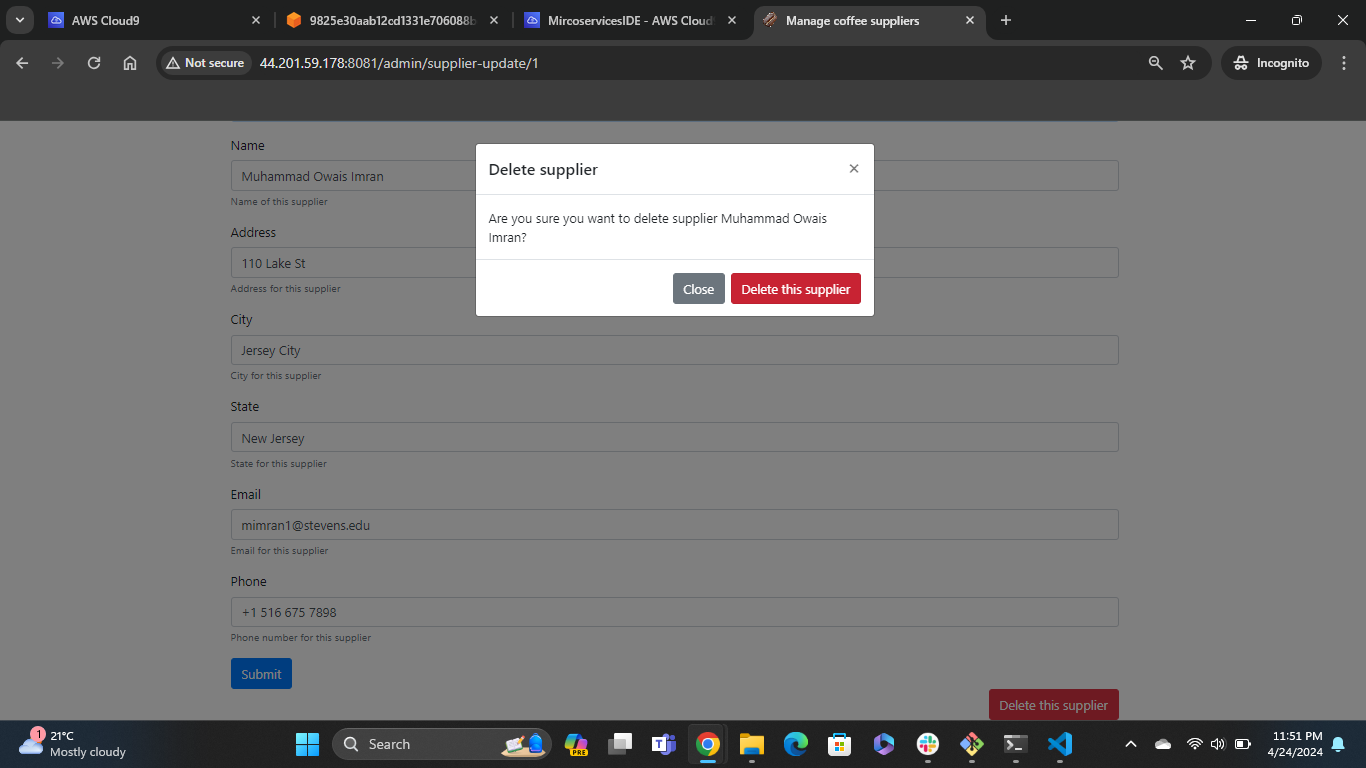 AWS Cloud9
9825e30aab12cd1331e706088b
MircoservicesIDE - AWS Cloud9
Manage coffee suppliers
Not secure
44.201.59.178:8081/admin/supplier-update/1
Incognito
Name
Muhammad Owais Imran
Name of this supplier
Address
110 Lake St
Address for this supplier
City
Jersey City
City for this supplier
State
New Jersey
State for this supplier
Email
mimran1@stevens.edu
Email for this supplier
Phone
+1 516 675 7898
Phone number for this supplier
Submit
Delete this supplier
Delete supplier
×
Are you sure you want to delete supplier Muhammad Owais
Imran?
Close
Delete this supplier
1
21°C
Mostly cloudy
Search
PRE
11:51 PM
4/24/2024